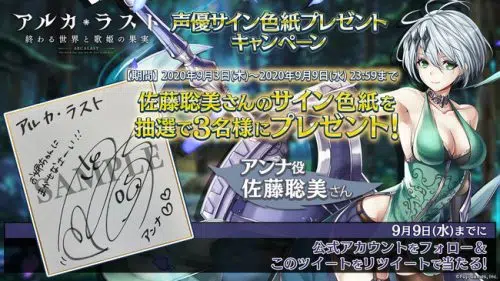 アルカ・ラスト
終わる世界と歌姫の果実
ARCA LAST
声優サイン色紙プレゼント
キャンペーン
【期間】2020年9月3日(木)～2020年9月9日(水) 23:59まで
佐藤聡美さんのサイン色紙を
抽選で3名様にプレゼント!
アルカ・ラスト
SAMPLE
アンナ♡♡
アンナ役
佐藤聡美さん
9月9日(水)までに
公式アカウントをフォロー&
このツイートをリツイートで当たる!
©Fuji Games, Inc.